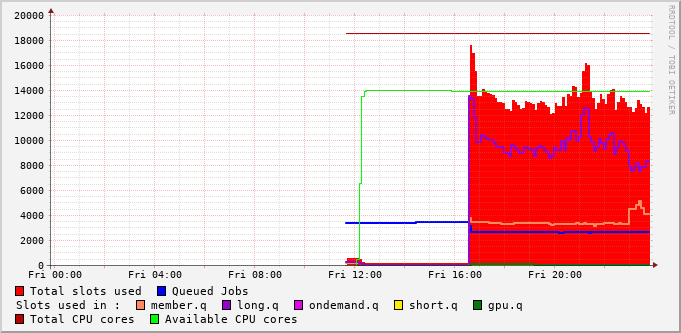 20000
18000
16000
14000
12000
10000
8000
6000
4000
2000
0
Fri 00:00 Fri 04:00 Fri 08:00 Fri 12:00 Fri 16:00 Fri 20:00
Total slots used Queued Jobs
Slots used in : member.q long.q ondemand.q short.q gpu.q
Total CPU cores Available CPU cores
RRDTOOL / TOBI OETIKER